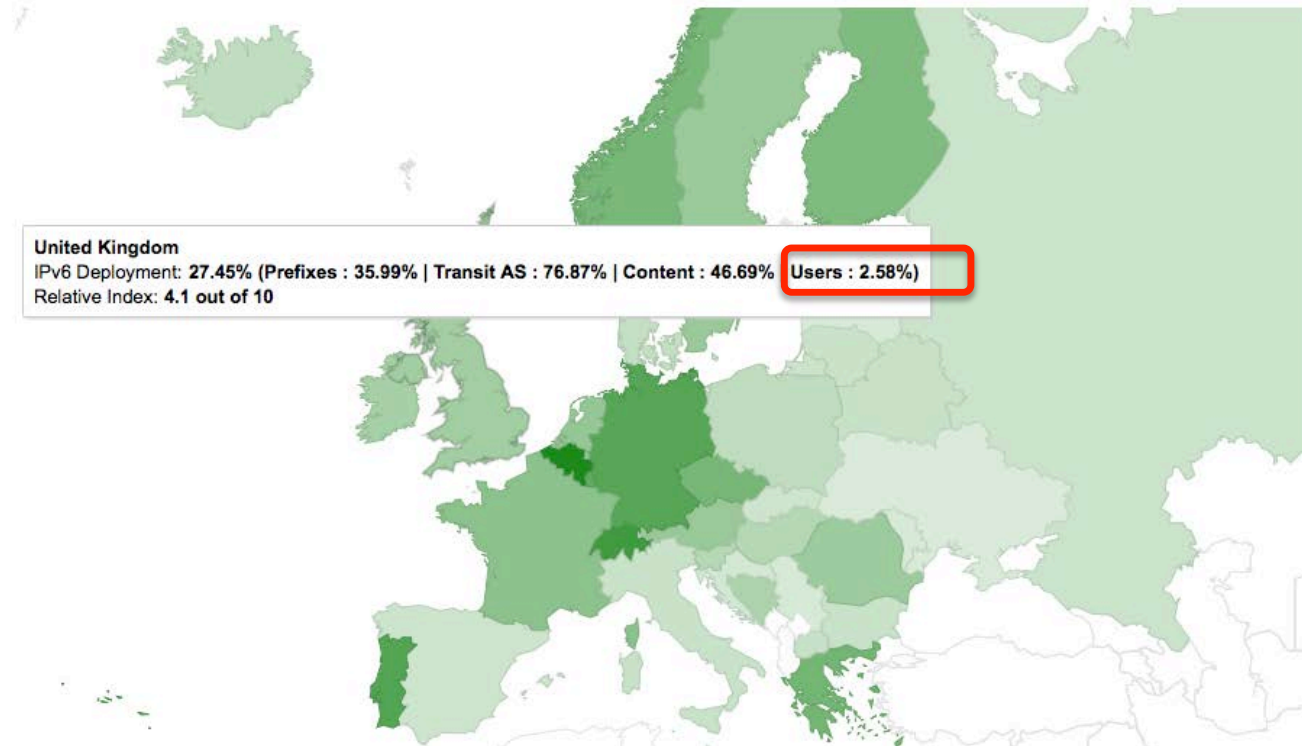 United Kingdom
IPv6 Deployment: 27.45% (Prefixes : 35.99% | Transit AS : 76.87% | Content : 46.69% Users : 2.58%)
Relative Index: 4.1 out of 10